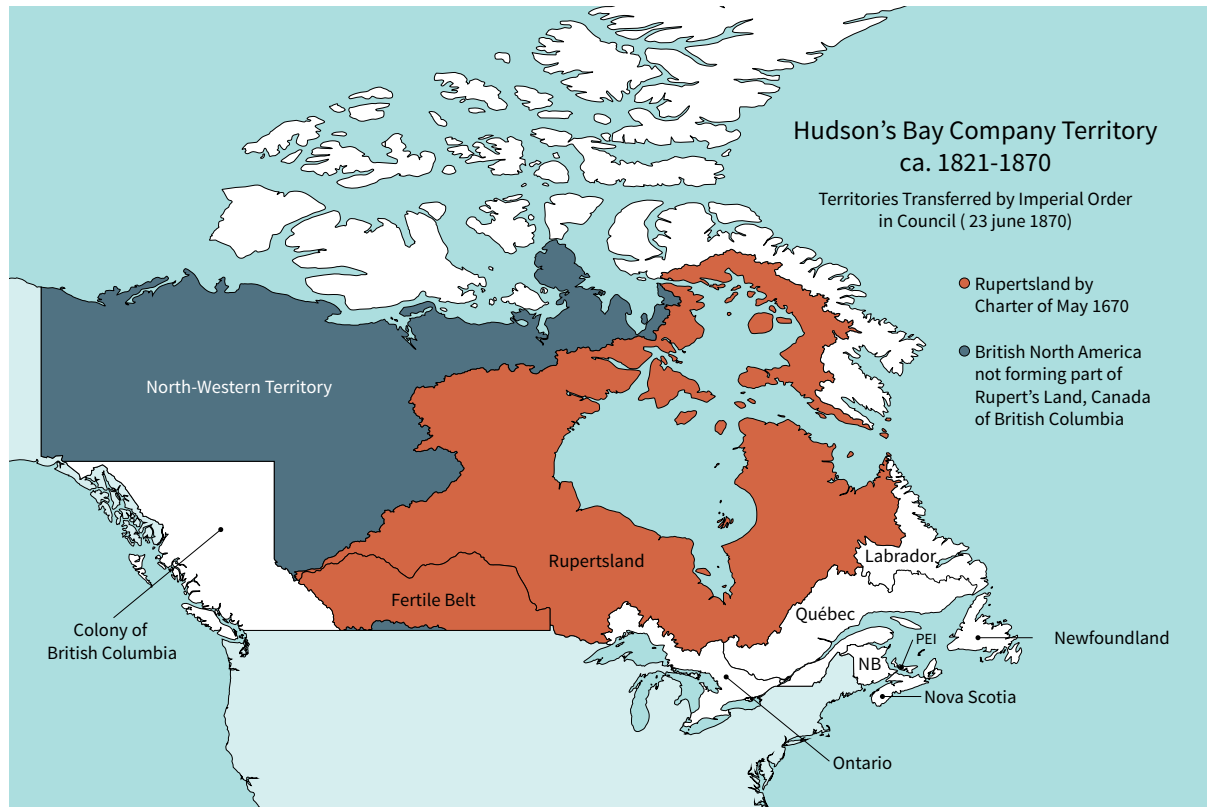 Hudson's Bay Company Territory
ca. 1821-1870
Territories Transferred by Imperial Order
in Council ( 23 june 1870)
Rupertsland by
Charter of May 1670
British North America
not forming part of
Rupert's Land, Canada
of British Columbia
North-Western Territory
Rupertsland
Fertile Belt
Labrador
Québec
Colony of
British Columbia
PEI
Newfoundland
NB
Nova Scotia
Ontario